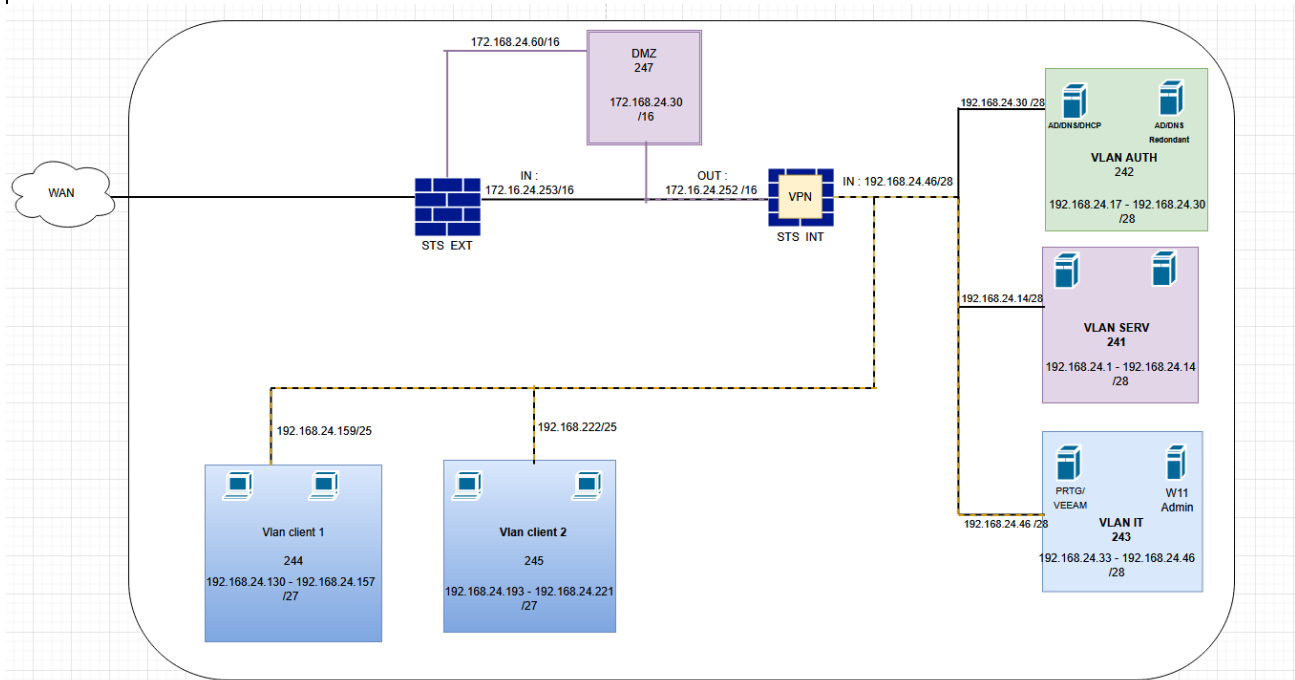 172.168.24.60/16
DMZ
247
172.168.24.30
/16
WAN
IN :
172.16.24.253/16
STS EXT
OUT :
172.16.24.252 /16
VPN
STS INT
IN : 192.168.24.46/28
192.168.24.30 /28
AD/DNS/DHCP
AD/DNS
Redondant
VLAN AUTH
242
192.168.24.17 - 192.168.24.30
/28
192.168.24.14/28
VLAN SERV
241
192.168.24.1 - 192.168.24.14
/28
192.168.24.46 /28
PRTG/
VEEAM
W11
Admin
VLAN IT
243
192.168.24.33 - 192.168.24.46
/28
192.168.24.159/25
Vlan client 1
244
192.168.24.130 - 192.168.24.157
/27
192.168.222/25
Vlan client 2
245
192.168.24.193 - 192.168.24.221
/27